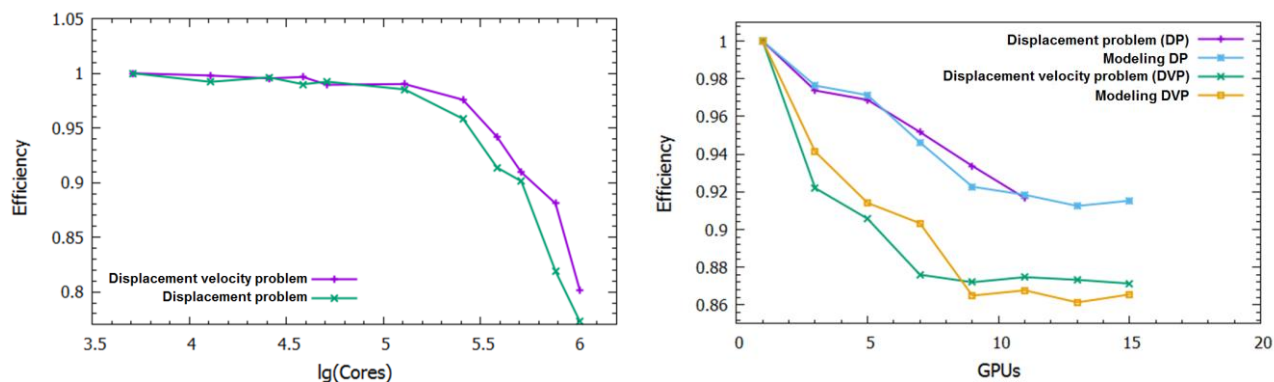 1.05
1
0.95
0.9
0.85
0.8
Efficiency
Displacement velocity problem
Displacement problem
3.5 4 4.5 5 5.5 6
lg(Cores)
1
0.98
0.96
0.94
0.92
0.9
0.88
0.86
Efficiency
Displacement problem (DP)
Modeling DP
Displacement velocity problem (DVP)
Modeling DVP
0 5 10 15 20
GPUs